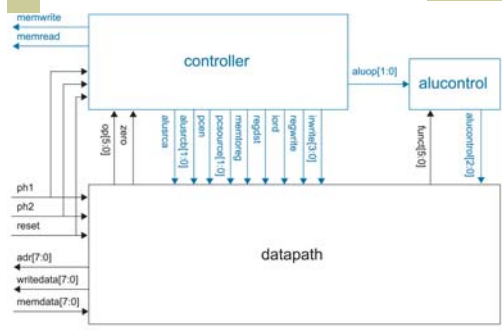 memwrite
memread
controller
aluop[1:0]
alucontrol
op[5:0]
zero
alusrca
alusrcb[1:0]
pcen
pcsource[1:0]
memtoreg
regdst
iord
regwrite
irwrite[3:0]
funct[5:0]
alucontrol[2:0]
ph1
ph2
reset
adr[7:0]
writedata[7:0]
memdata[7:0]
datapath